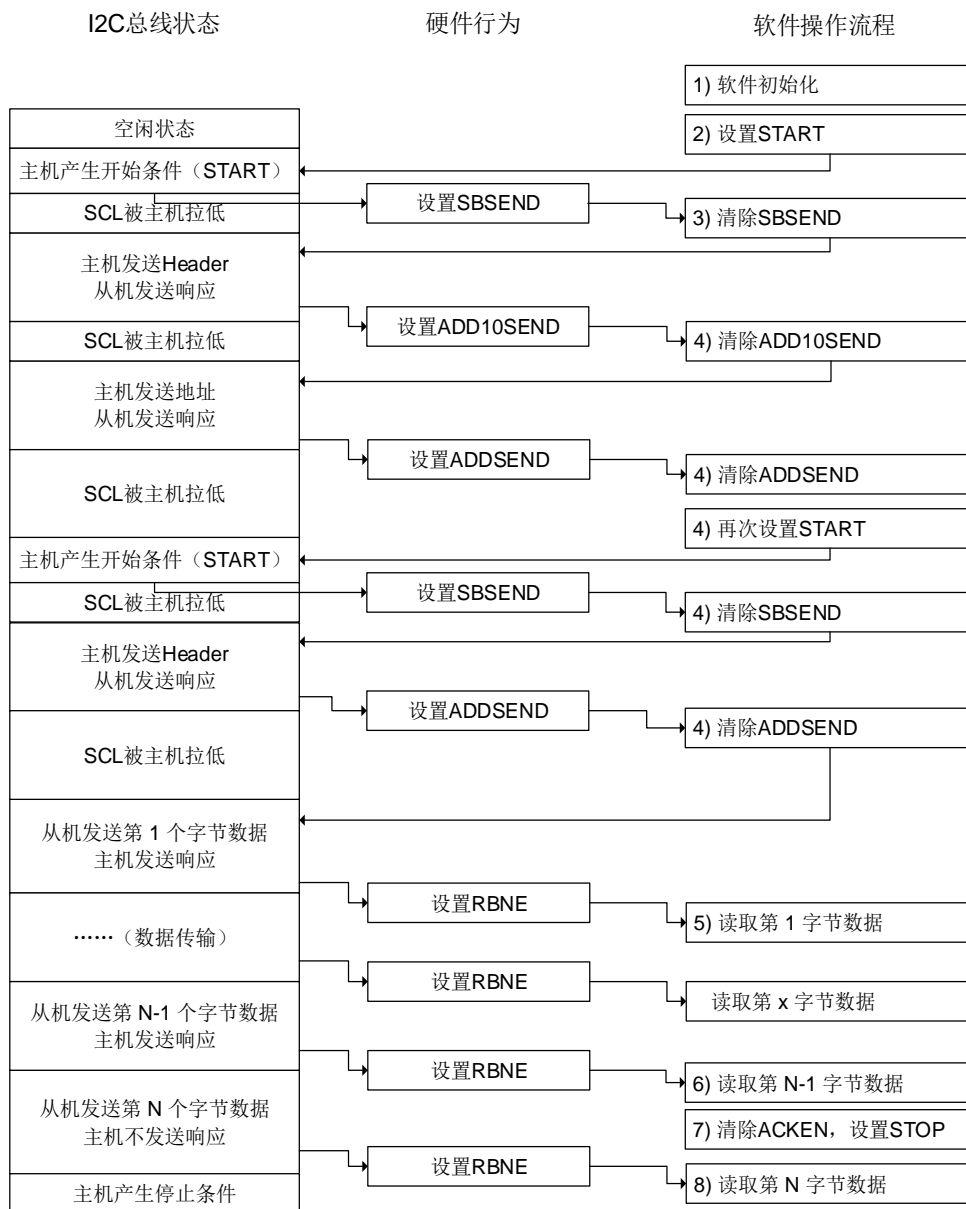 I2C总线状态
硬件行为
软件操作流程
1) 软件初始化
空闲状态
2) 设置START
主机产生开始条件（START）
设置SBSEND
SCL被主机拉低
3) 清除SBSEND
主机发送Header
从机发送响应
设置ADD10SEND
SCL被主机拉低
4) 清除ADD10SEND
主机发送地址
从机发送响应
设置ADDSEND
4) 清除ADDSEND
SCL被主机拉低
4) 再次设置START
主机产生开始条件（START）
设置SBSEND
SCL被主机拉低
4) 清除SBSEND
主机发送Header
从机发送响应
设置ADDSEND
4) 清除ADDSEND
SCL被主机拉低
从机发送第 1 个字节数据
主机发送响应
设置RBNE
5) 读取第 1 字节数据
……（数据传输）
设置RBNE
读取第 x 字节数据
从机发送第 N-1 个字节数据
主机发送响应
设置RBNE
6) 读取第 N-1 字节数据
从机发送第 N 个字节数据
主机不发送响应
7) 清除ACKEN，设置STOP
设置RBNE
8) 读取第 N 字节数据
主机产生停止条件